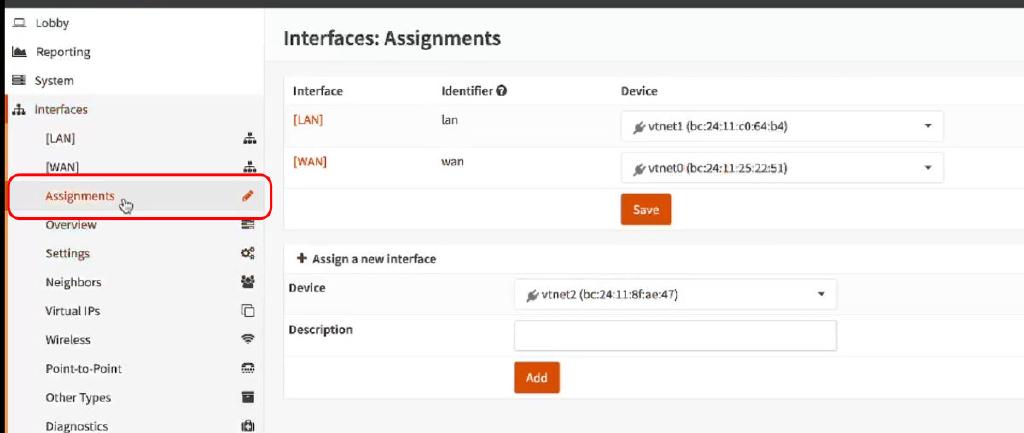 Lobby
Reporting
System
Interfaces
[LAN]
[WAN]
Assignments
Overview
Settings
Neighbors
Virtual IPs
Wireless
Point-to-Point
Other Types
Diagnostics
Interfaces: Assignments
Interface Identifier Device
[LAN] lan vtnet1 (bc:24:11:c0:64:b4)
[WAN] wan vtnet0 (bc:24:11:25:22:51)
Save
Assign a new interface
Device vtnet2 (bc:24:11:8f:ae:47)
Description
Add